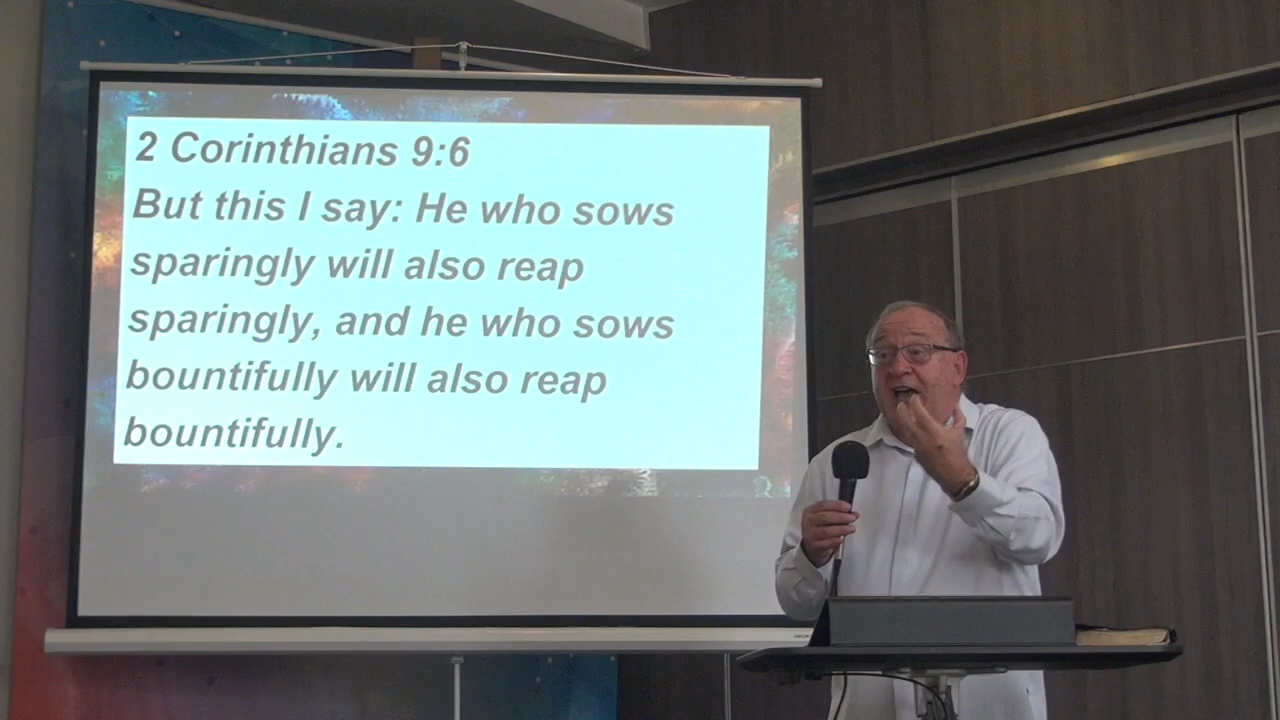 2 Corinthians 9:6
But this I say: He who sows
sparingly will also reap
sparingly, and he who sows
bountifully will also reap
bountifully.